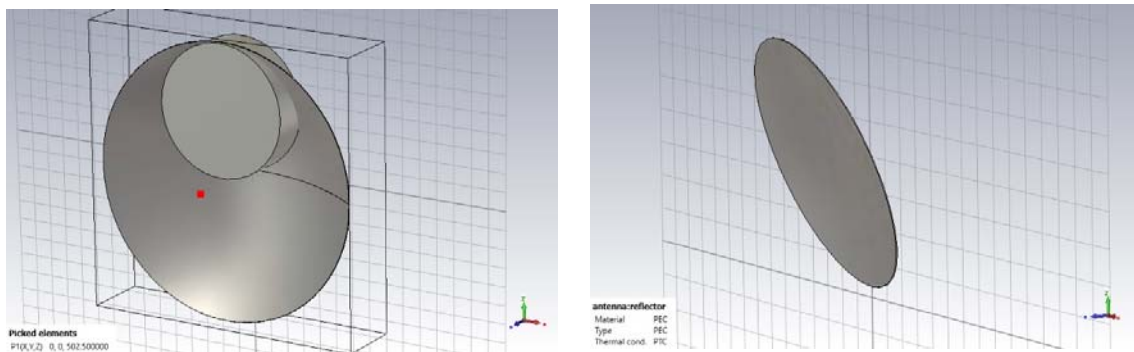 Picked elements
P1(X,Y,Z) 0, 0, 502.500000
antenna:reflector
Material PEC
Type PEC
Thermal cond. PTC